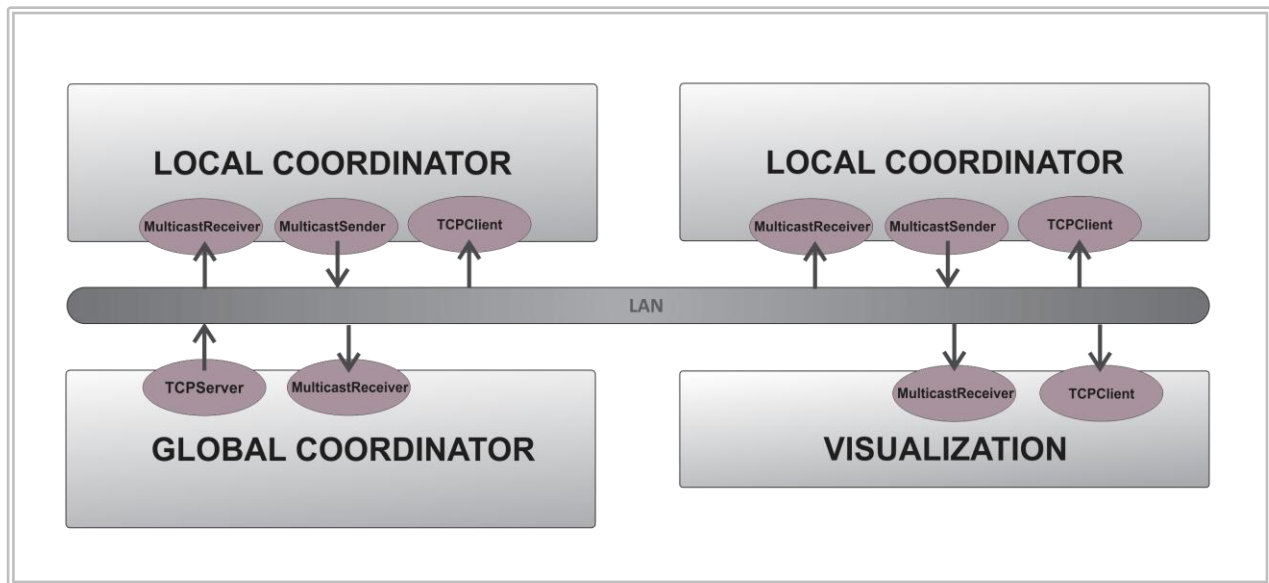 LOCAL COORDINATOR
MulticastReceiver
MulticastSender
TCPClient
LOCAL COORDINATOR
MulticastReceiver
MulticastSender
TCPClient
LAN
TCPServer
MulticastReceiver
GLOBAL COORDINATOR
MulticastReceiver
TCPClient
VISUALIZATION